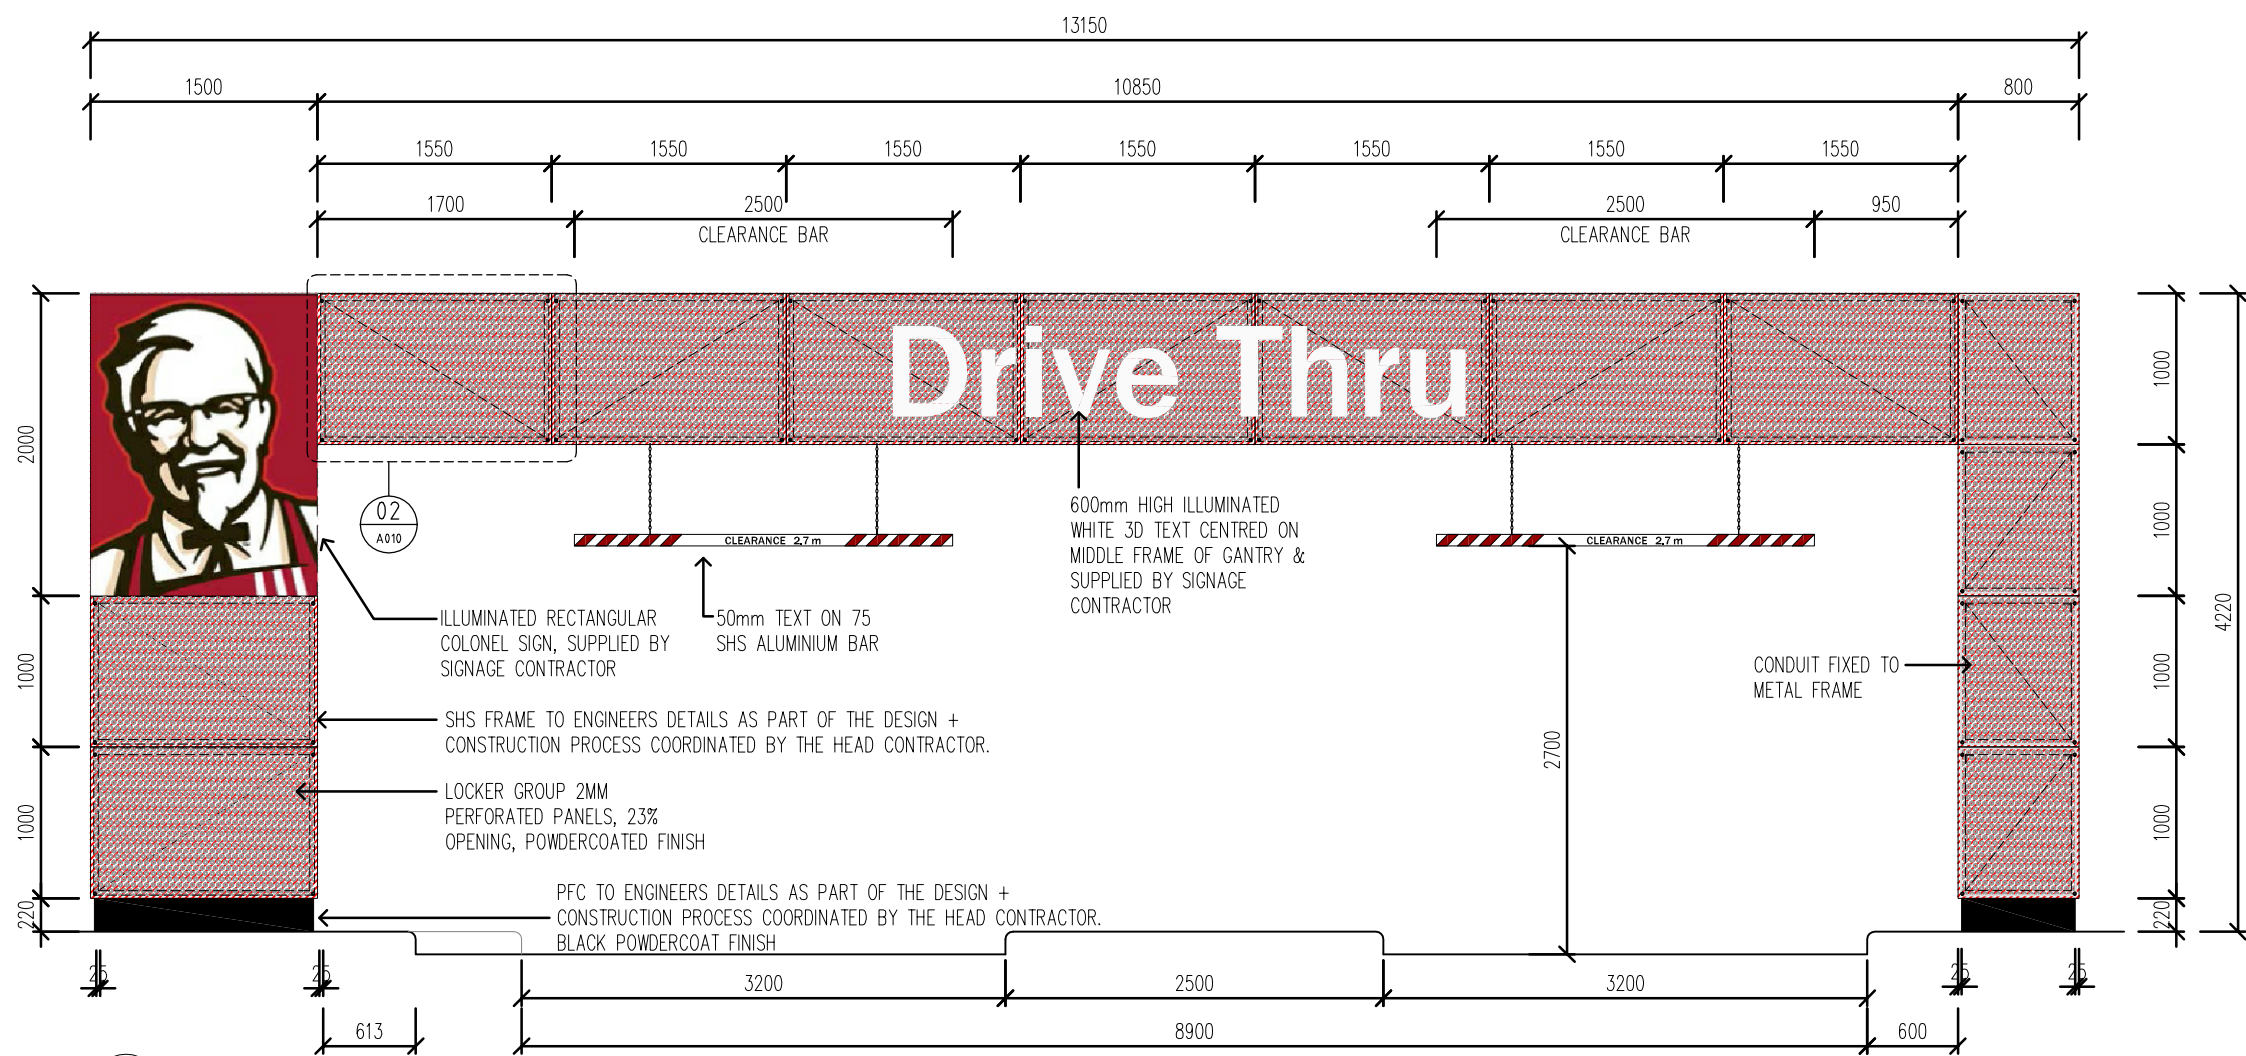 13150
1500
10850
800
1550
1550
1550
1550
1550
1550
1550
1700
2500
CLEARANCE BAR
2500
CLEARANCE BAR
950
Drive Thru
2000
1000
1000
220
1000
1000
1000
1000
220
4220
02
A010
CLEARANCE 2.7 m
CLEARANCE 2.7 m
600mm HIGH ILLUMINATED
WHITE 3D TEXT CENTRED ON
MIDDLE FRAME OF GANTRY &
SUPPLIED BY SIGNAGE
CONTRACTOR
ILLUMINATED RECTANGULAR
COLONEL SIGN, SUPPLIED BY
SIGNAGE CONTRACTOR
50mm TEXT ON 75
SHS ALUMINIUM BAR
CONDUIT FIXED TO
METAL FRAME
SHS FRAME TO ENGINEERS DETAILS AS PART OF THE DESIGN +
CONSTRUCTION PROCESS COORDINATED BY THE HEAD CONTRACTOR.
2700
LOCKER GROUP 2MM
PERFORATED PANELS, 23%
OPENING, POWDERCOATED FINISH
PFC TO ENGINEERS DETAILS AS PART OF THE DESIGN +
CONSTRUCTION PROCESS COORDINATED BY THE HEAD CONTRACTOR.
BLACK POWDERCOAT FINISH
25
25
25
25
3200
2500
3200
613
8900
600